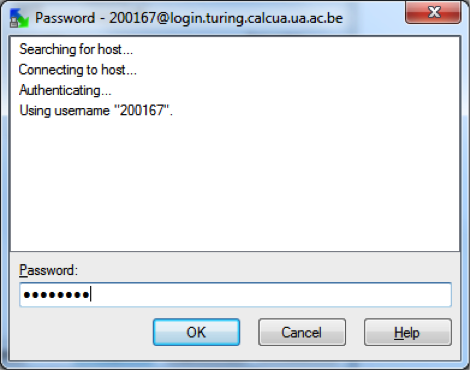 Password - 200167@login.turing.calcua.ua.ac.be
Searching for host...
Connecting to host...
Authenticating...
Using username "200167".
Password:
●●●●●●●●
OK
Cancel
Help